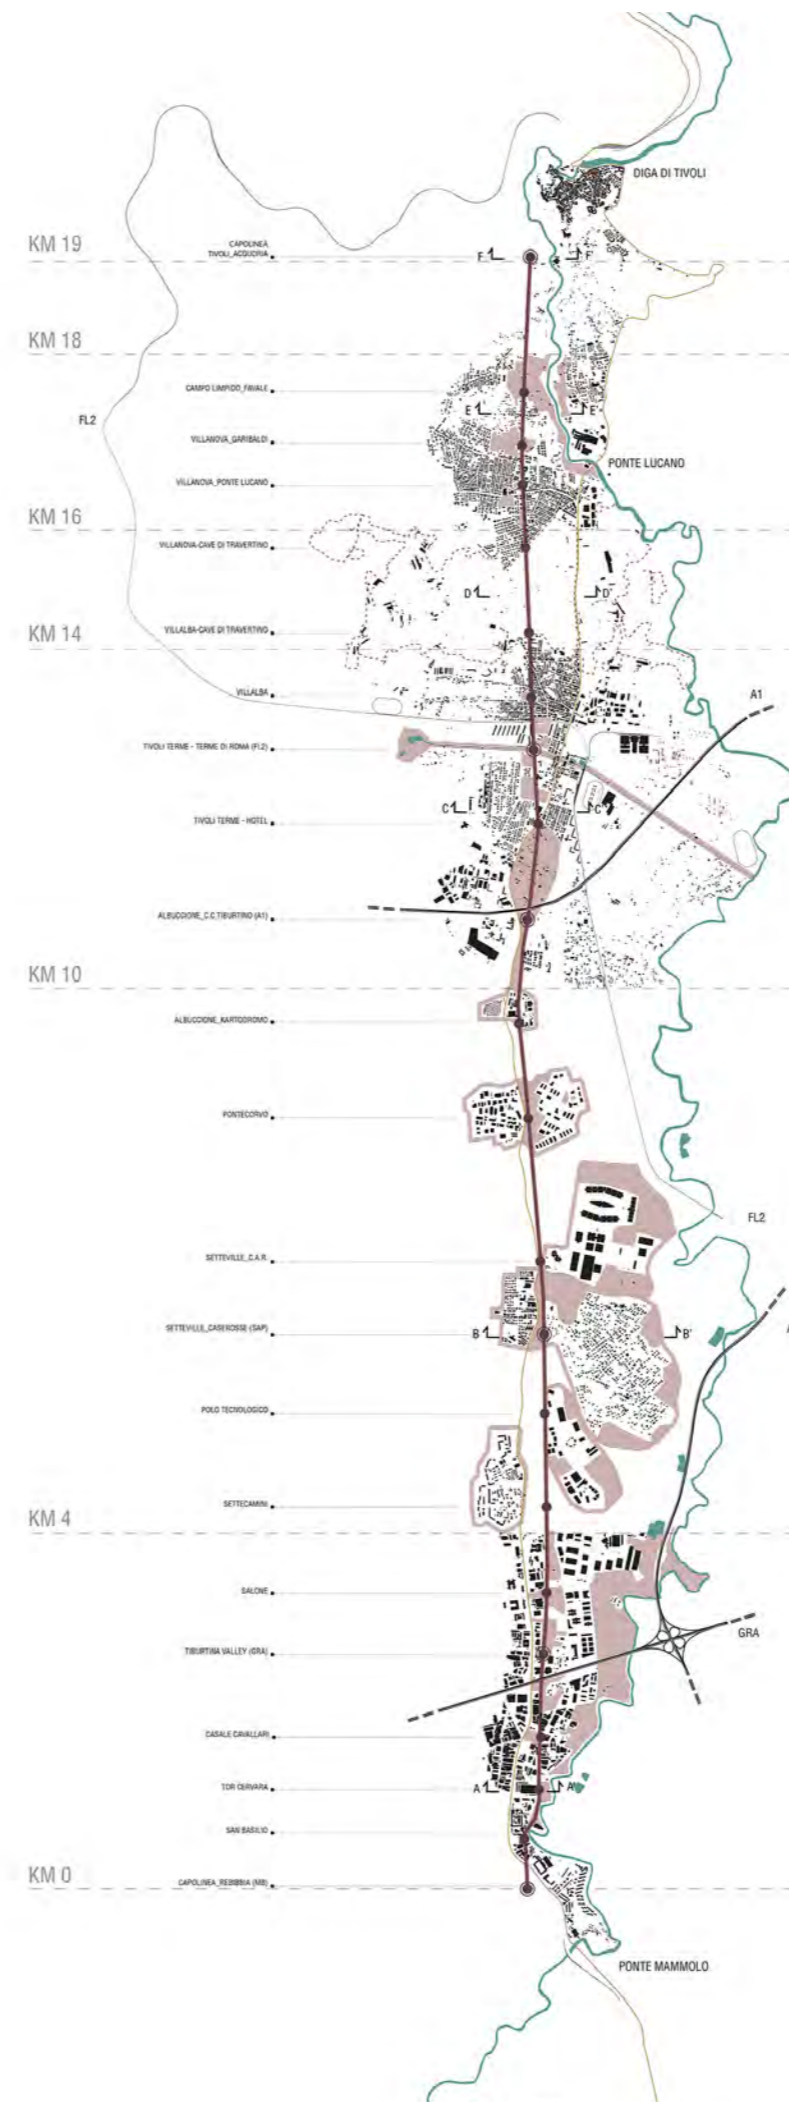 DIGA DI TIVOLI
KM 19
CAPOLINEA
TIVOLI_ACQUORIA
F
F'
KM 18
CAMPO LIMPIDO_FAVALE
FL2
E
E'
VILLANOVA_GARIBALDI
PONTE LUCANO
VILLANOVA_PONTE LUCANO
KM 16
VILLANOVA-CAVE DI TRAVERTINO
D
D'
VILLALBA-CAVE DI TRAVERTINO
KM 14
VILLALBA
A1
TIVOLI TERME - TERME DI ROMA (FL2)
C
C'
TIVOLI TERME - HOTEL
ALBUCCIONE_C.C.TIBURTINO (A1)
KM 10
ALBUCCIONE_KARTODROMO
PONTECORVO
FL2
SETTEVILLE_C.A.R.
SETTEVILLE_CASEROSSE (SAP)
B
B'
POLO TECNOLOGICO
SETTECAMINI
KM 4
SALONE
GRA
TIBURTINA VALLEY (GRA)
CASALE CAVALLARI
TOR CERVARA
A
A'
SAN BASILIO
KM 0
CAPOLINEA_REBIBBIA (MB)
PONTE MAMMOLO